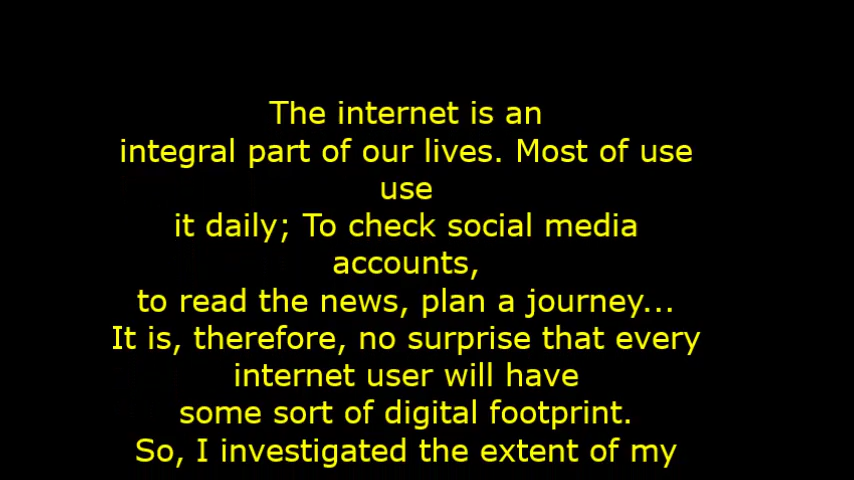 The internet is an
integral part of our lives. Most of use
use
it daily; To check social media
accounts,
to read the news, plan a journey...
It is, therefore, no surprise that every
internet user will have
some sort of digital footprint.
So, I investigated the extent of my